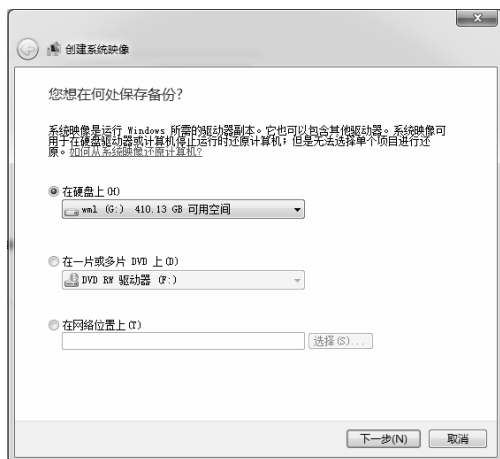 创建系统映像
您想在何处保存备份?
系统映像是运行 Windows 所需的驱动器副本。它也可以包含其他驱动器。系统映像可
用于在硬盘驱动器或计算机停止运行时还原计算机；但是无法选择单个项目进行还
原。如何从系统映像还原计算机?
在硬盘上(H)
wml (G:) 410.13 GB 可用空间
在一片或多片 DVD 上(D)
DVD RW 驱动器 (F:)
在网络位置上(T)
选择(S)...
下一步(N) 取消